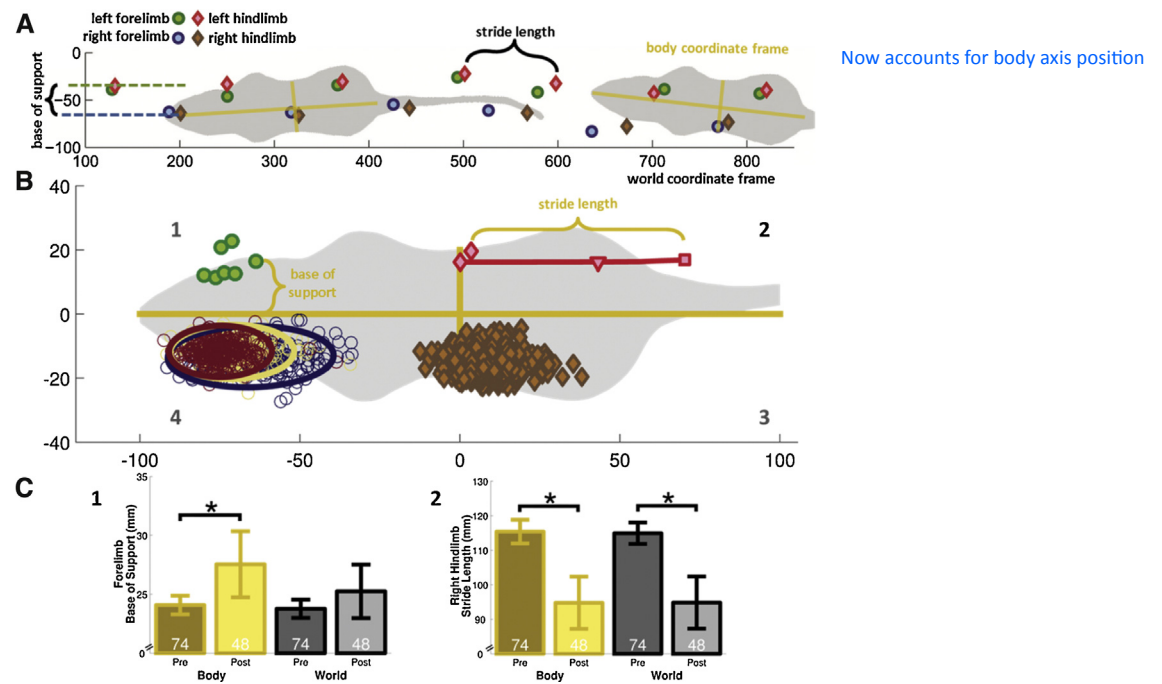 A
left forelimb left hindlimb
right forelimb right hindlimb
stride length
body coordinate frame
Now accounts for body axis position
base of support
0
−50
−100
100 200 300 400 500 600 700 800
world coordinate frame
B
40
20
0
-20
-40
1
2
stride length
base of
support
4
3
-100 -50 0 50 100
C
1
Forelimb
Base of Support (mm)
35
30
25
0
*
74 48 74 48
Pre Post Pre Post
Body World
2
Right Hindlimb
Stride Length (mm)
130
120
110
100
90
0
* *
74 48 74 48
Pre Post Pre Post
Body World